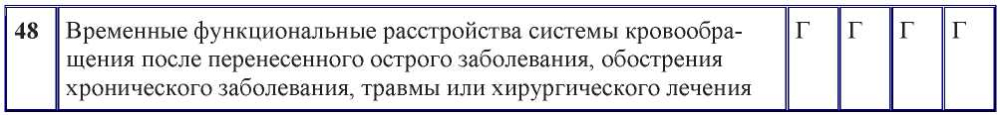 48 Временные функциональные расстройства системы кровообра- Г Г Г Г
щения после перенесенного острого заболевания, обострения
хронического заболевания, травмы или хирургического лечения